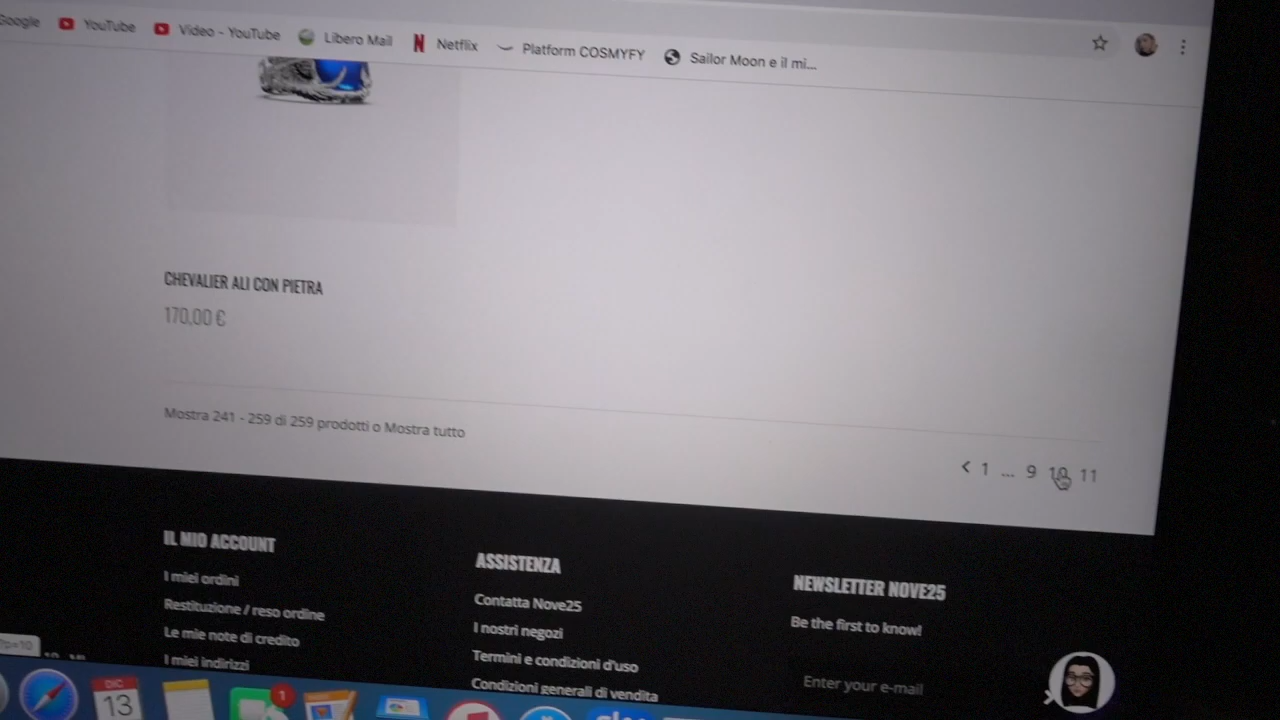 Google YouTube Video - YouTube Libero Mail Netflix Platform COSMYFY Sailor Moon e il mi...
CHEVALIER ALI CON PIETRA
170,00 €
Mostra 241 - 259 di 259 prodotti o Mostra tutto
< 1 ... 9 10 11
IL MIO ACCOUNT
I miei ordini
Restituzione / reso ordine
Le mie note di credito
I miei indirizzi
ASSISTENZA
Contatta Nove25
I nostri negozi
Termini e condizioni d'uso
Condizioni generali di vendita
NEWSLETTER NOVE25
Be the first to know!
Enter your e-mail
?p=10
DIC
13
1